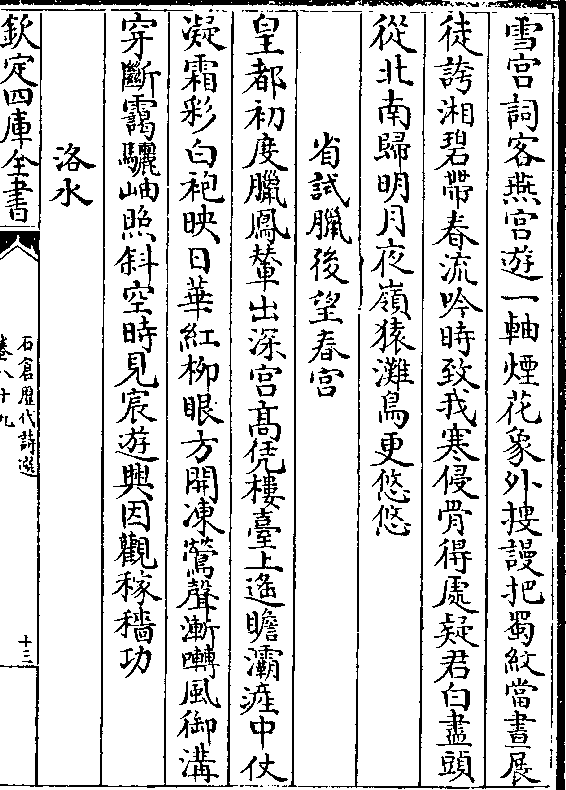 雪宫詞客燕宫遊一軸煙花象外捜謾把蜀紋當晝展
徒誇湘碧帶春流吟時致我寒侵骨得處疑君白盡頭
從北南歸明月夜嶺猿灘鳥更悠悠
省試臘後望春宫
皇都初度臘鳳輦出深宫髙凭樓臺上遙瞻灞滻中仗
凝霜彩白袍映日華紅栁眼方開凍鶯聲漸囀風御溝
穿斷靄驪岫照斜空時見宸遊興因觀稼穡功
洛水
欽定四庫全書
石倉歴代詩選
卷八十九
十三